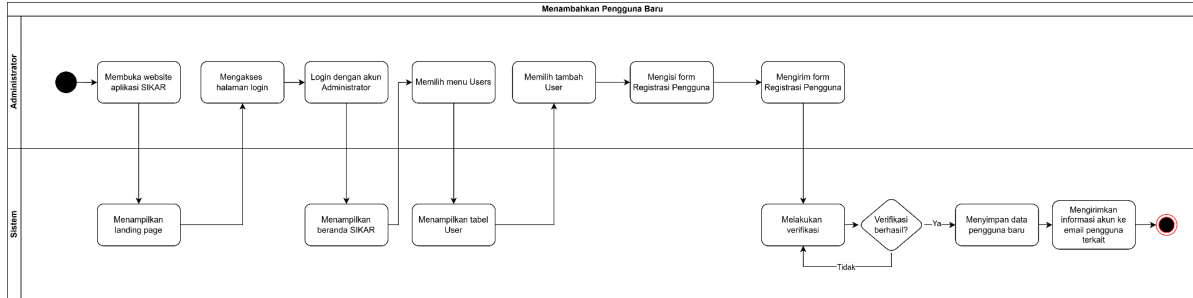 Menambahkan Pengguna Baru
Administrator
Membuka website
aplikasi SIKAR
Mengakses
halaman login
Login dengan akun
Administrator
Memilih menu Users
Memilih tambah
User
Mengisi form
Registrasi Pengguna
Mengirim form
Registrasi Pengguna
Sistem
Menampilkan
landing page
Menampilkan
beranda SIKAR
Menampilkan tabel
User
Melakukan
verifikasi
Verifikasi
berhasil?
Ya
Tidak
Menyimpan data
pengguna baru
Mengirimkan
informasi akun ke
email pengguna
terkait